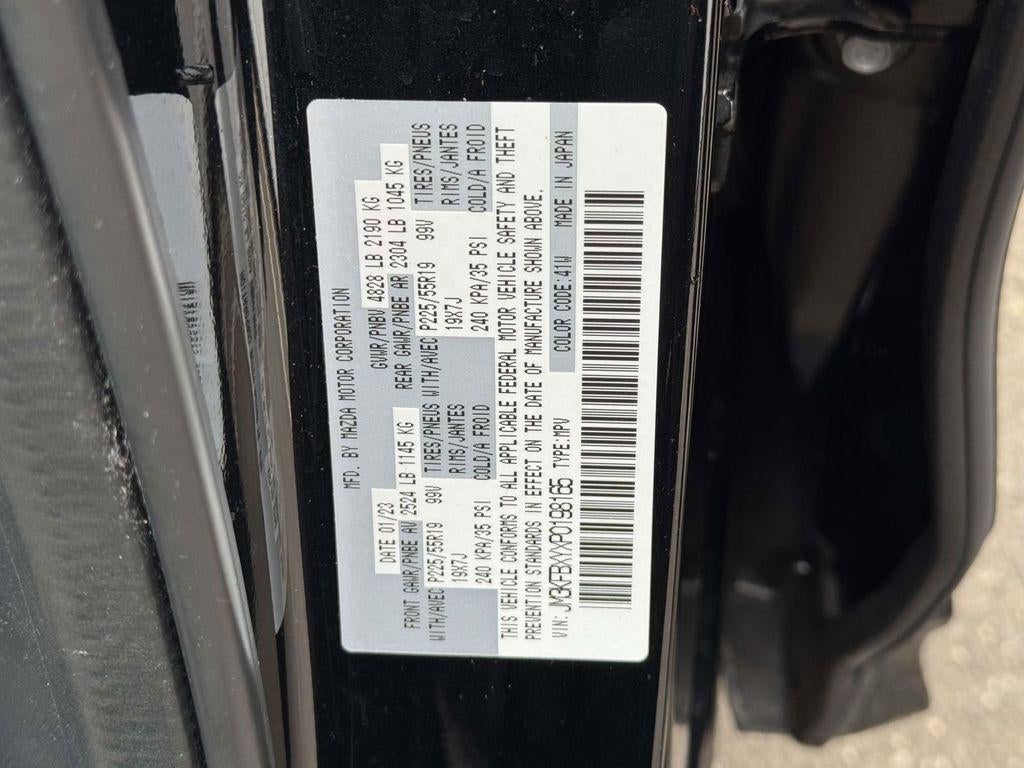 MFD. BY MAZDA MOTOR CORPORATION
DATE 01/23 GVWR/PNBV 4828 LB 2190 KG
FRONT GAWR/PNBE AV 2524 LB 1145 KG REAR GAWR/PNBE AR 2304 LB 1045 KG
WITH/AVEC P225/55R19 99V TIRES/PNEUS WITH/AVEC P225/55R19 99V TIRES/PNEUS
19X7J RIMS/JANTES 19X7J RIMS/JANTES
240 KPA/35 PSI COLD/A FROID 240 KPA/35 PSI COLD/A FROID
THIS VEHICLE CONFORMS TO ALL APPLICABLE FEDERAL MOTOR VEHICLE SAFETY AND THEFT
PREVENTION STANDARDS IN EFFECT ON THE DATE OF MANUFACTURE SHOWN ABOVE.
VIN: JM3KFBXYXP0198165 TYPE:MPV COLOR CODE:41W MADE IN JAPAN